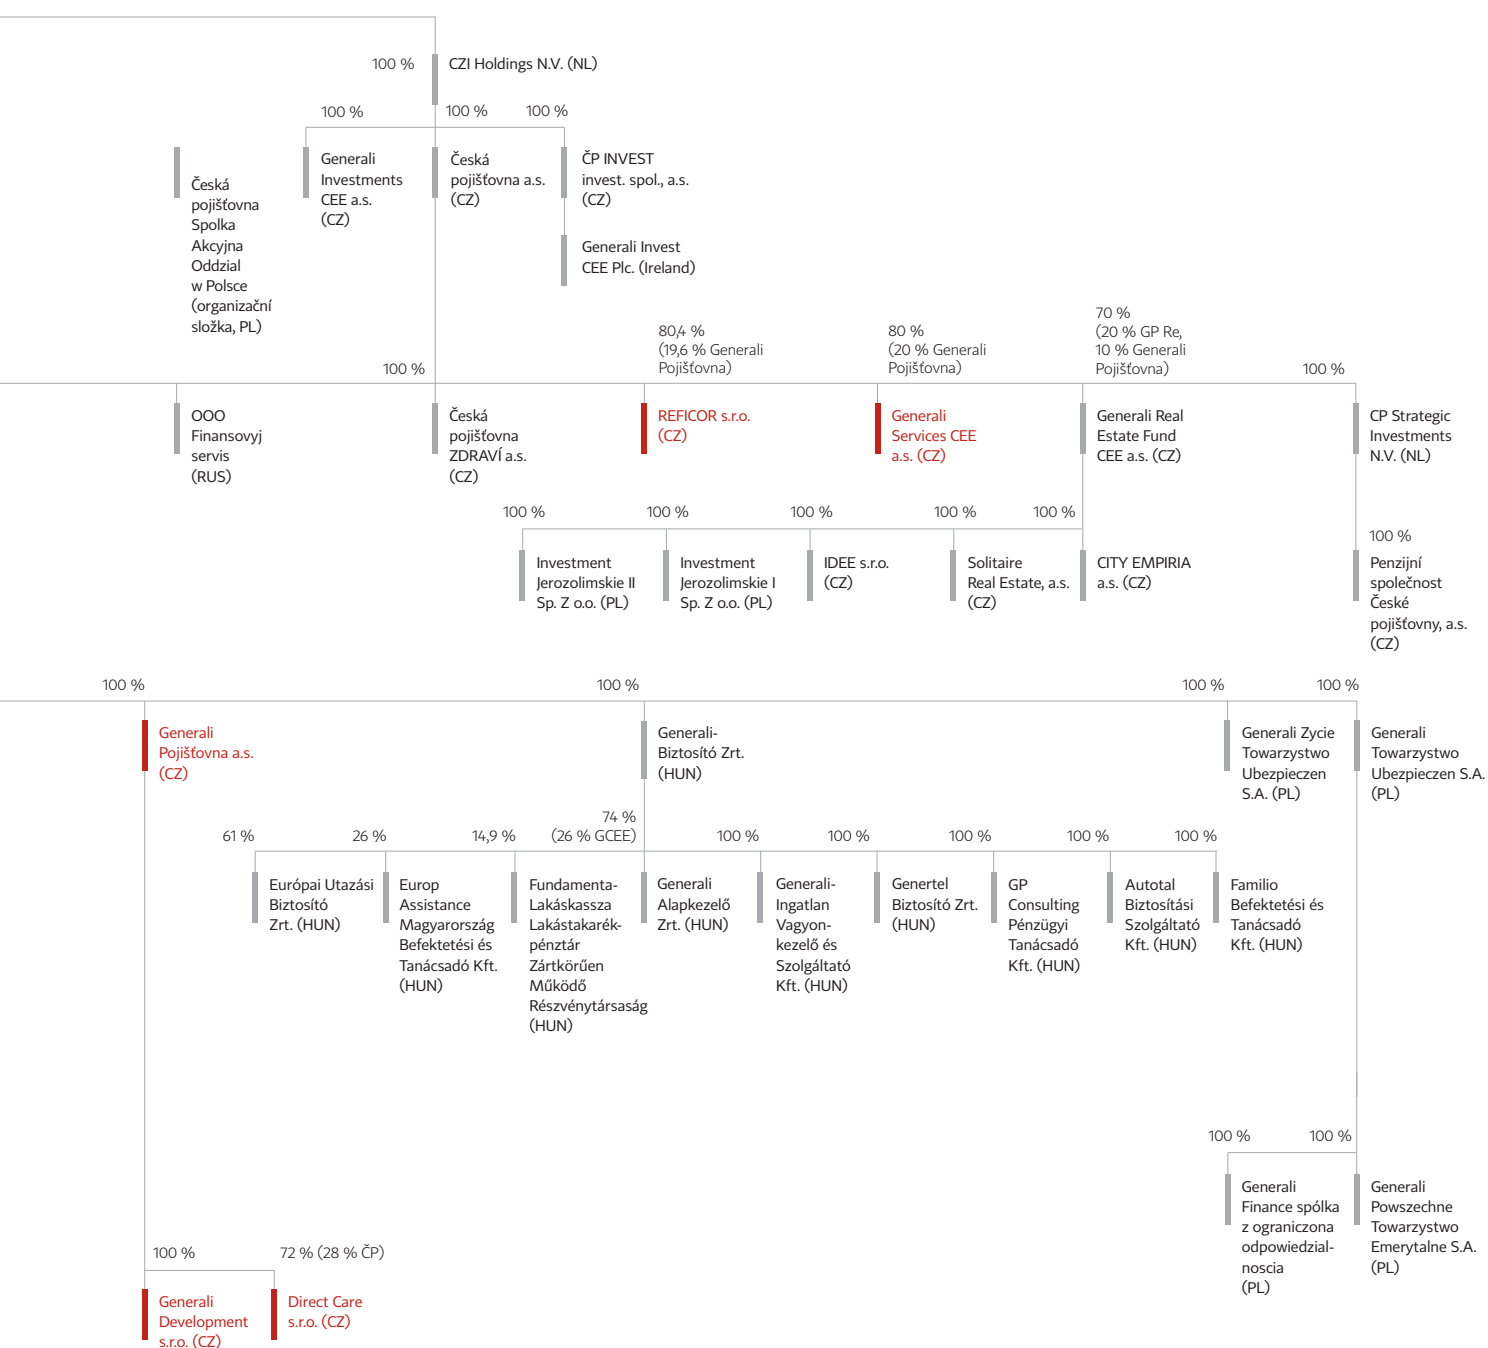 100 %
CZI Holdings N.V. (NL)
100 %
100 %
100 %
Česká
pojišťovna
Spolka
Akcyjna
Oddzial
w Polsce
(organizační
složka, PL)
Generali
Investments
CEE a.s.
(CZ)
Česká
pojišťovna a.s.
(CZ)
ČP INVEST
invest. spol., a.s.
(CZ)
Generali Invest
CEE Plc. (Ireland)
100 %
80,4 %
(19,6 % Generali
Pojišťovna)
80 %
(20 % Generali
Pojišťovna)
70 %
(20 % GP Re,
10 % Generali
Pojišťovna)
100 %
OOO
Finansovyj
servis
(RUS)
Česká
pojišťovna
ZDRAVÍ a.s.
(CZ)
REFICOR s.r.o.
(CZ)
Generali
Services CEE
a.s. (CZ)
Generali Real
Estate Fund
CEE a.s. (CZ)
CP Strategic
Investments
N.V. (NL)
100 %
100 %
100 %
100 %
100 %
100 %
Investment
Jerozolimskie II
Sp. Z o.o. (PL)
Investment
Jerozolimskie I
Sp. Z o.o. (PL)
IDEE s.r.o.
(CZ)
Solitaire
Real Estate, a.s.
(CZ)
CITY EMPIRIA
a.s. (CZ)
Penzijní
společnost
České
pojišťovny, a.s.
(CZ)
100 %
100 %
100 %
100 %
Generali
Pojišťovna a.s.
(CZ)
Generali-
Biztosító Zrt.
(HUN)
Generali Zycie
Towarzystwo
Ubezpieczen
S.A. (PL)
Generali
Towarzystwo
Ubezpieczen S.A.
(PL)
61 %
26 %
14,9 %
74 %
(26 % GCEE)
100 %
100 %
100 %
100 %
100 %
Európai Utazási
Biztosító
Zrt. (HUN)
Europ
Assistance
Magyarország
Befektetési és
Tanácsadó Kft.
(HUN)
Fundamenta-
Lakáskassza
Lakástakarék-
pénztár
Zártkörűen
Működő
Részvénytársaság
(HUN)
Generali
Alapkezelő
Zrt. (HUN)
Generali-
Ingatlan
Vagyon-
kezelő és
Szolgáltató
Kft. (HUN)
Genertel
Biztosító Zrt.
(HUN)
GP
Consulting
Pénzügyi
Tanácsadó
Kft. (HUN)
Autotal
Biztosítási
Szolgáltató
Kft. (HUN)
Familio
Befektetési és
Tanácsadó
Kft. (HUN)
100 %
100 %
Generali
Finance spólka
z ograniczona
odpowiedzial-
noscia
(PL)
Generali
Powszechne
Towarzystwo
Emerytalne S.A.
(PL)
100 %
72 % (28 % ČP)
Generali
Development
s.r.o. (CZ)
Direct Care
s.r.o. (CZ)